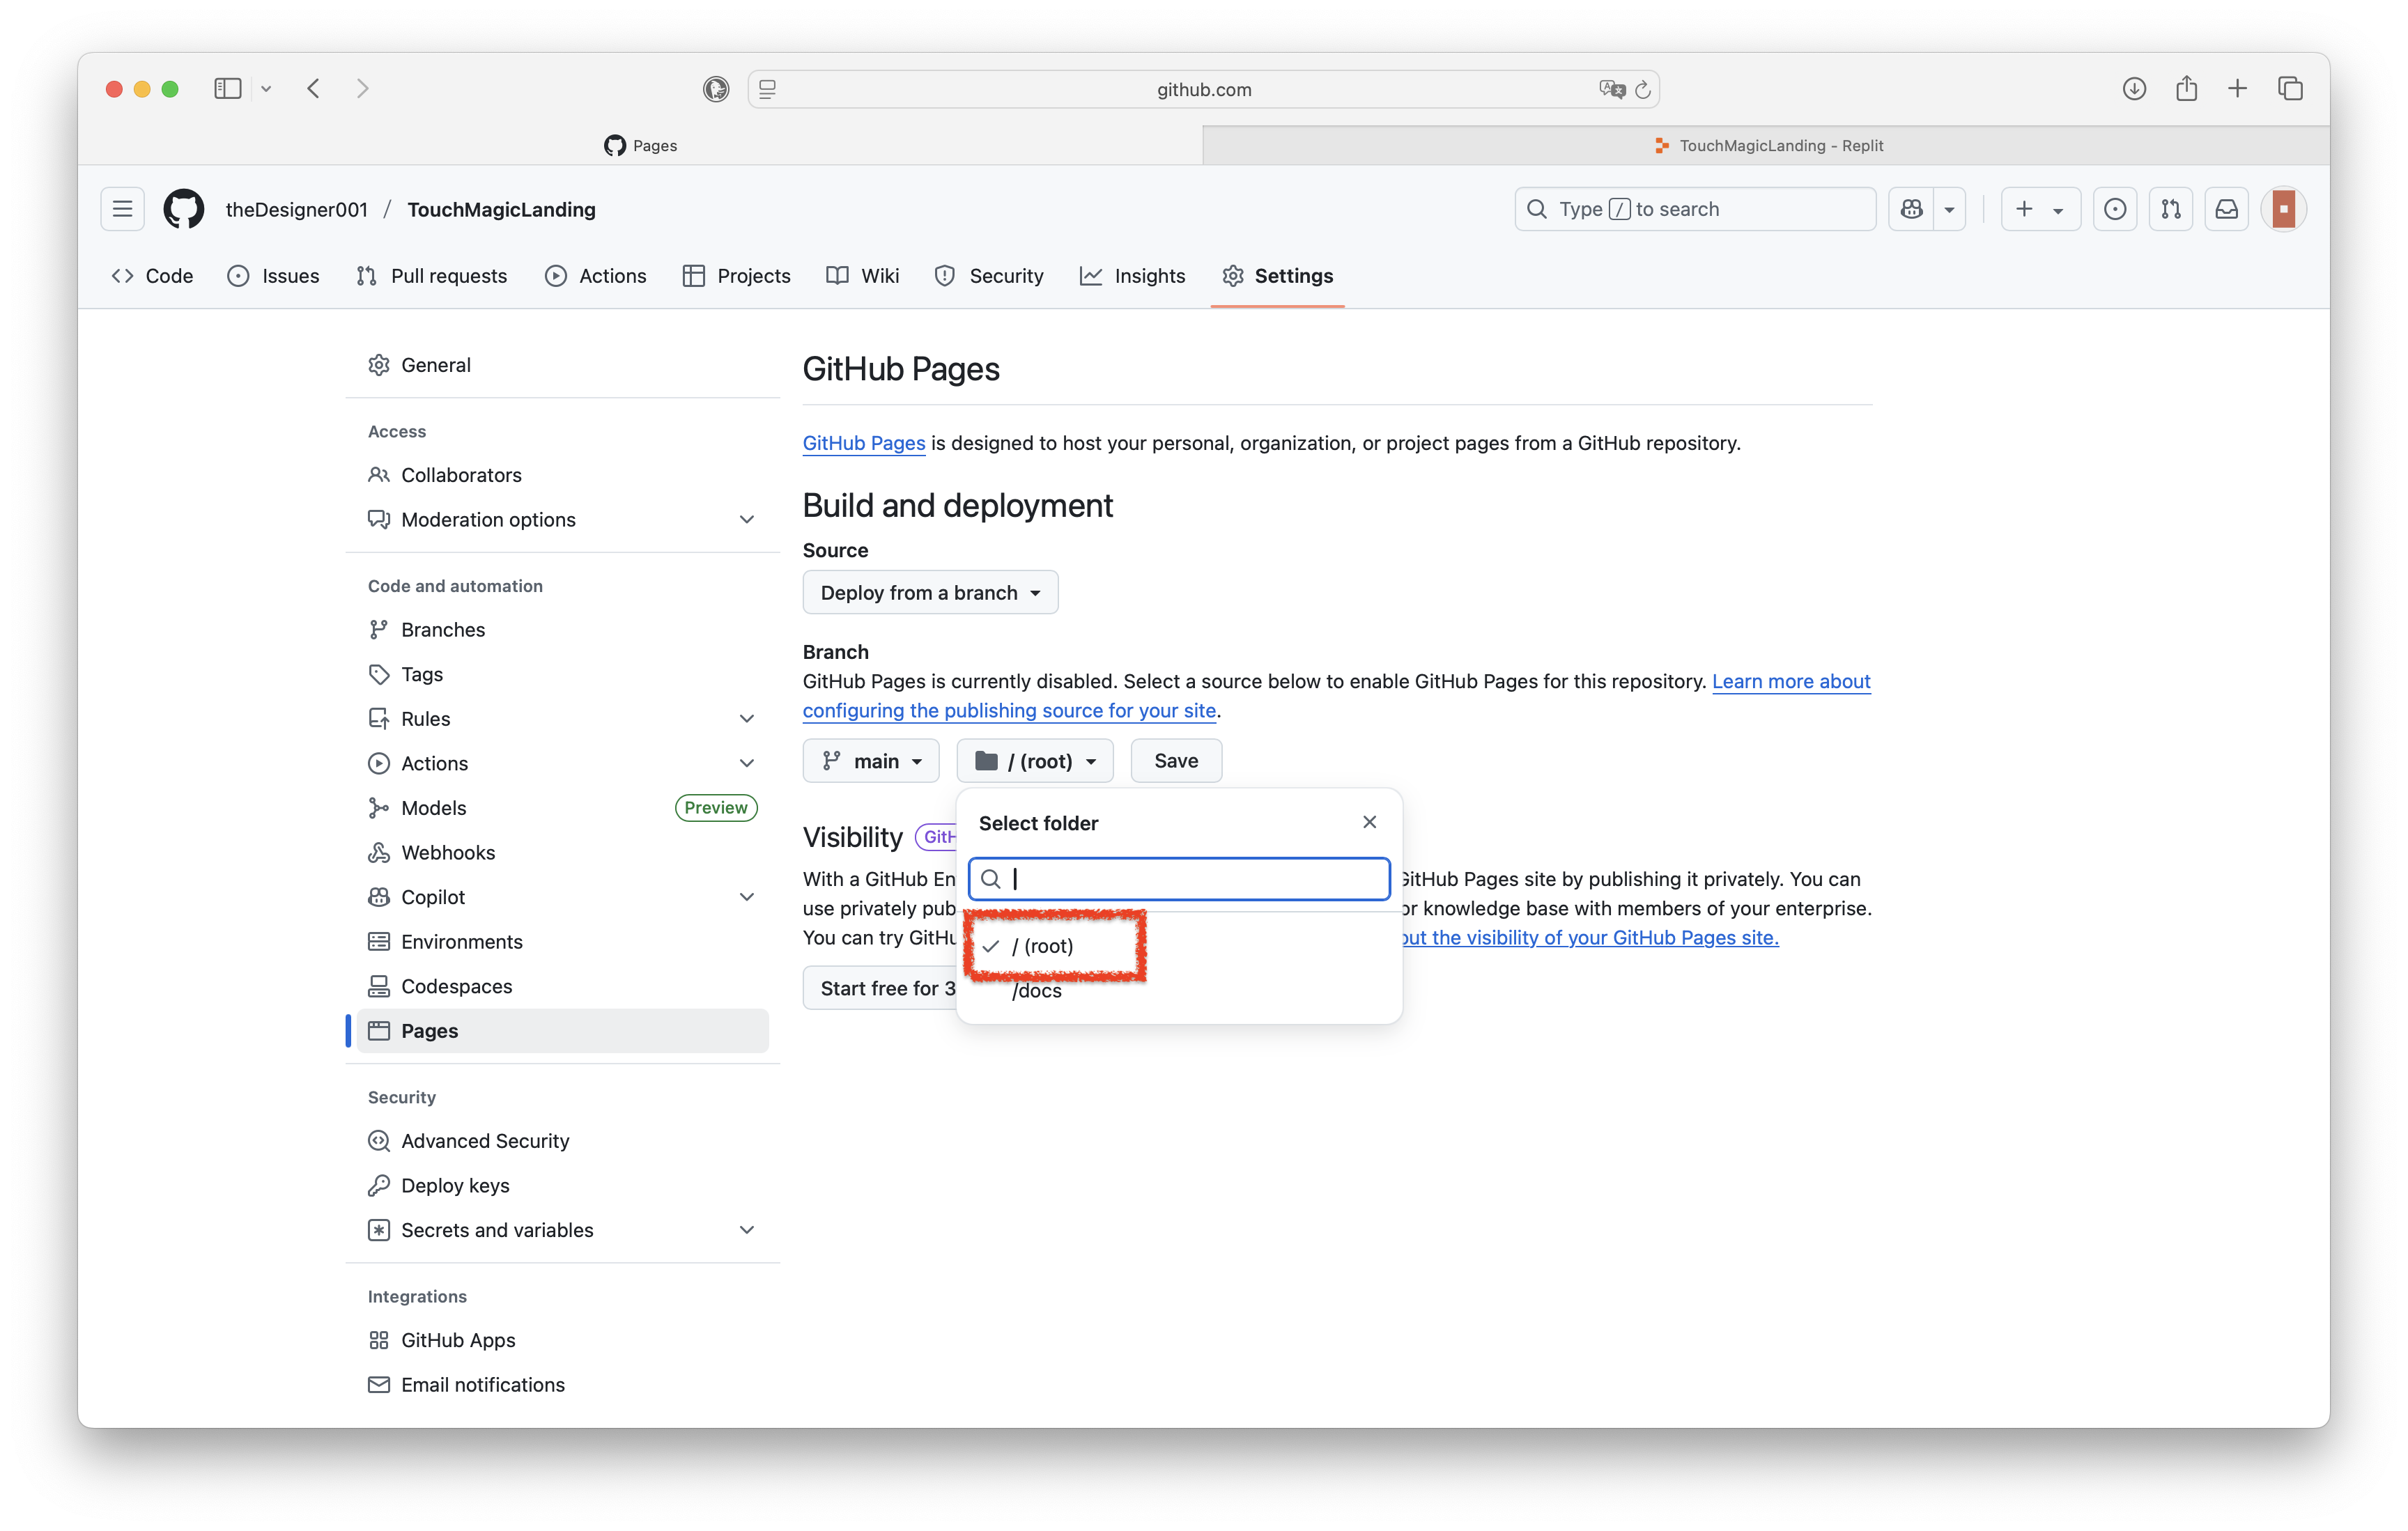 github.com
Pages
TouchMagicLanding - Replit
theDesigner001 / TouchMagicLanding
Type / to search
Code
Issues
Pull requests
Actions
Projects
Wiki
Security
Insights
Settings
General
Access
Collaborators
Moderation options
Code and automation
Branches
Tags
Rules
Actions
Models
Preview
Webhooks
Copilot
Environments
Codespaces
Pages
Security
Advanced Security
Deploy keys
Secrets and variables
Integrations
GitHub Apps
Email notifications
GitHub Pages
GitHub Pages is designed to host your personal, organization, or project pages from a GitHub repository.
Build and deployment
Source
Deploy from a branch
Branch
GitHub Pages is currently disabled. Select a source below to enable GitHub Pages for this repository. Learn more about
configuring the publishing source for your site.
main
/ (root)
Save
Select folder
/ (root)
/docs
Visibility
With a GitHub En
GitHub Pages site by publishing it privately. You can
use privately pub
or knowledge base with members of your enterprise.
You can try GitHu
out the visibility of your GitHub Pages site.
Start free for 3